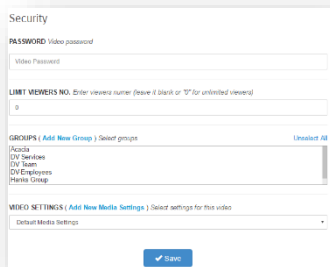 Security
PASSWORD Video password
Video Password
LIMIT VIEWERS NO. Enter viewers numer (leave it blank or "0" for unlimited viewers)
0
GROUPS ( Add New Group ) Select groups Unselect All
Acadia
DV Services
DV Team
DV Employees
Hanks Group
VIDEO SETTINGS ( Add New Media Settings ) Select settings for this video
Default Media Settings
Save